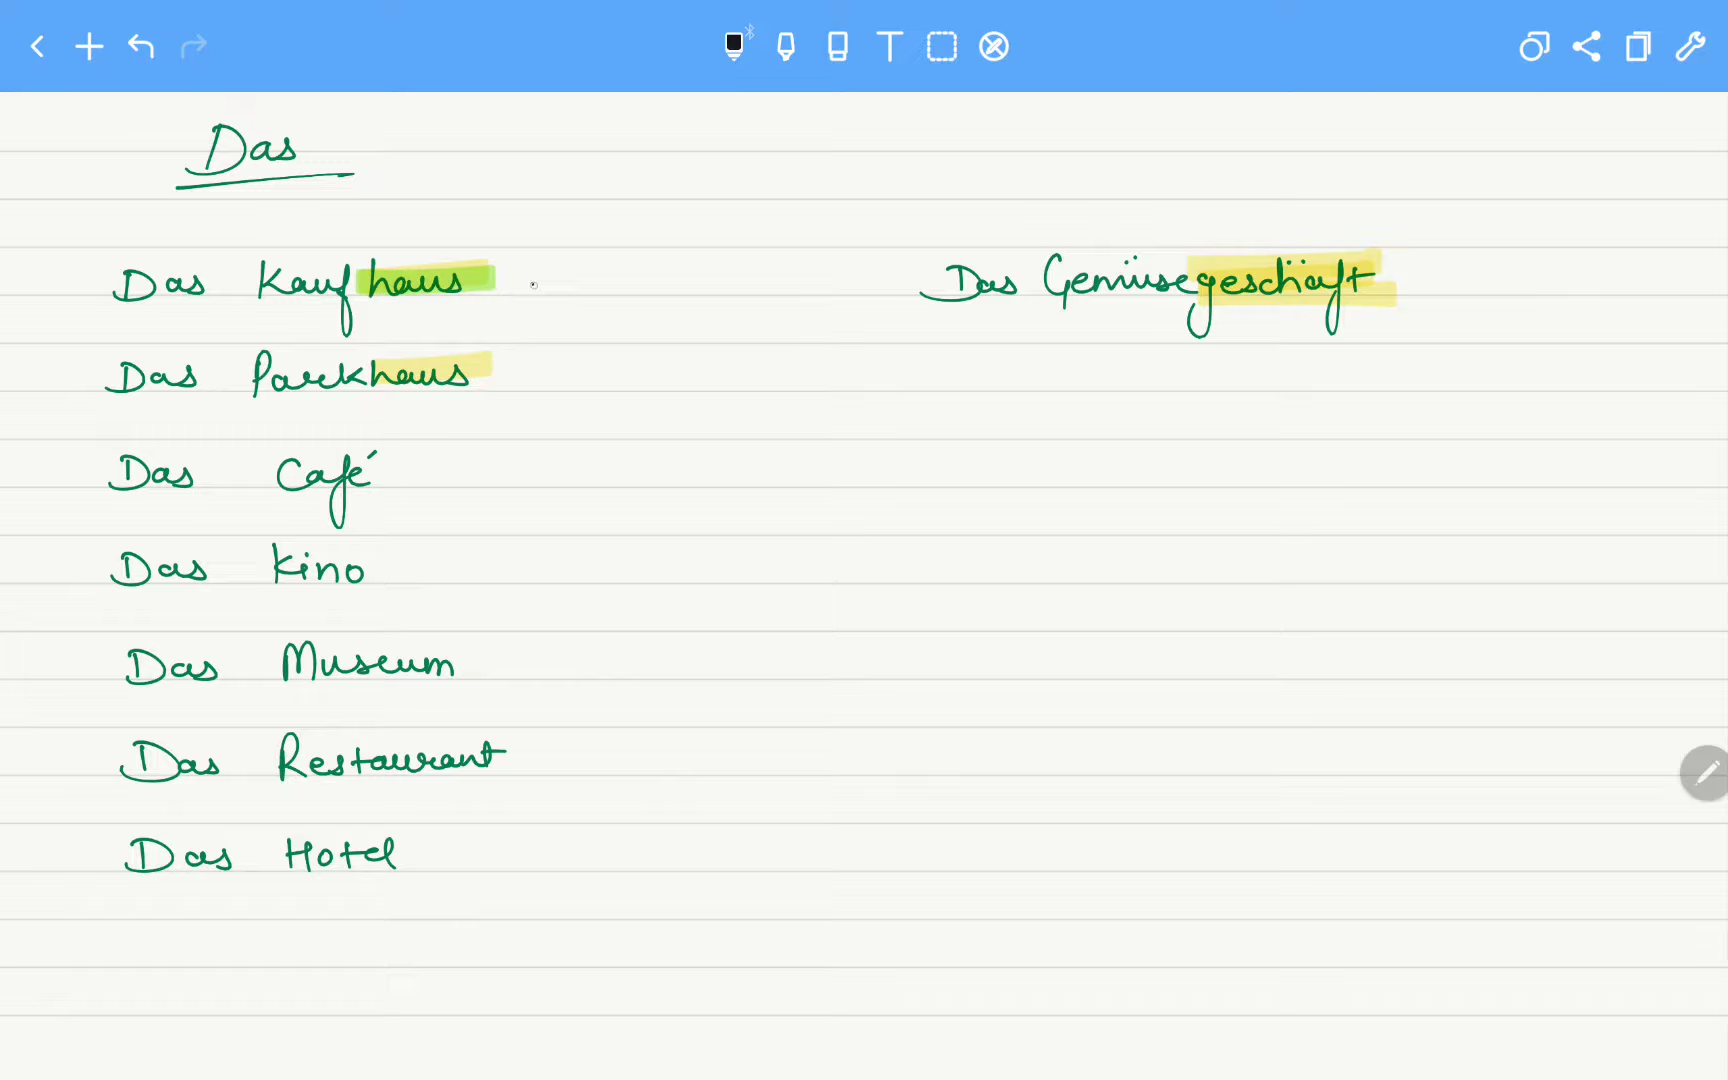 Das
Das Kaufhaus
Das Parkhaus
Das Café
Das Kino
Das Museum
Das Restaurant
Das Hotel
Das Gemüsegeschäft